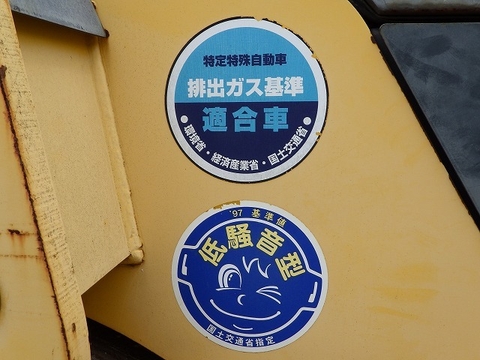 特定特殊自動車
排出ガス基準
適合車
●環境省・経済産業省・国土交通省●
'97 基準値
低騒音型
国土交通省指定